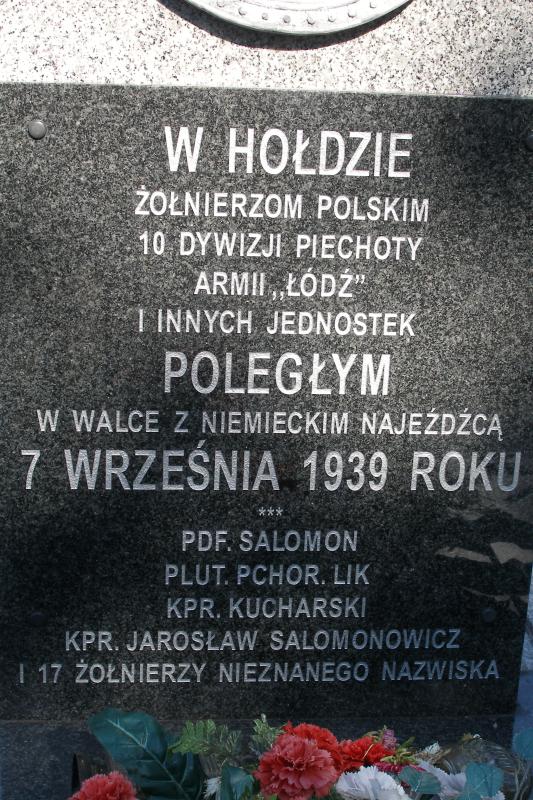 W HOŁDZIE
ŻOŁNIERZOM POLSKIM
10 DYWIZJI PIECHOTY
ARMII „ŁÓDŹ”
I INNYCH JEDNOSTEK
POLEGŁYM
W WALCE Z NIEMIECKIM NAJEŹDŹCĄ
7 WRZEŚNIA 1939 ROKU
***
PDF. SALOMON
PLUT. PCHOR. LIK
KPR. KUCHARSKI
KPR. JAROSŁAW SALOMONOWICZ
I 17 ŻOŁNIERZY NIEZNANEGO NAZWISKA